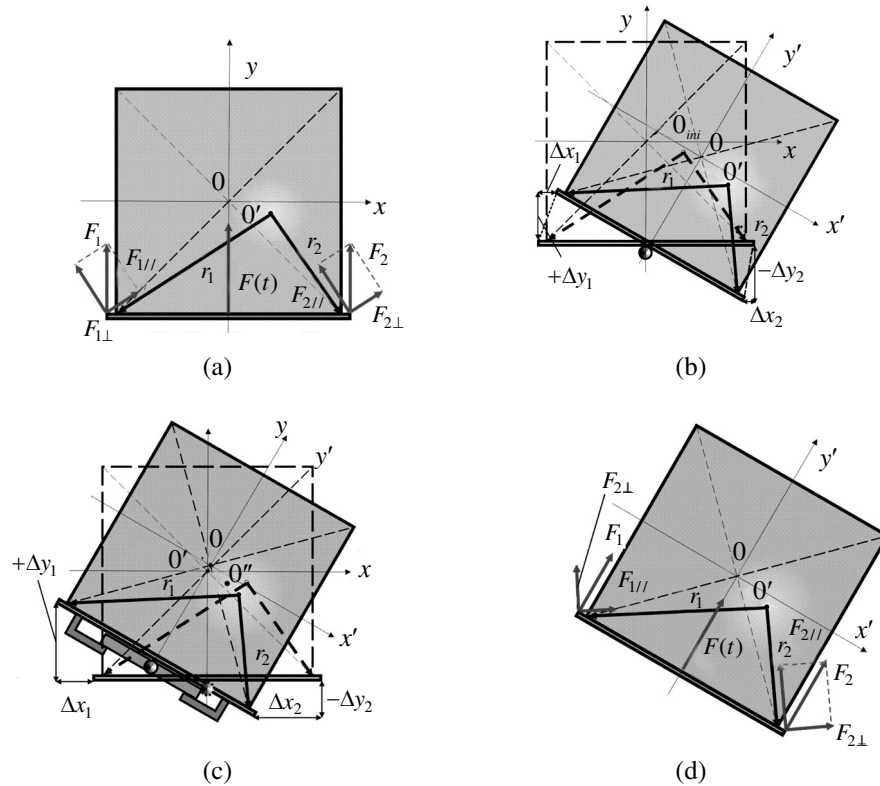 y
0
x
0′
F₁
F₁//
r₁
r₂
F₂
F(t)
F₂//
F₁⊥
F₂⊥
(a)
y′
0ᵢₙᵢ
0
x
Δx₁
r₁
0′
x′
r₂
+Δy₁
−Δy₂
Δx₂
(b)
y
y′
0
0′
+Δy₁
0″
x
r₁
x′
r₂
Δx₁
Δx₂
−Δy₂
(c)
F₂⊥
y′
F₁
0
F₁//
r₁
0′
x′
F₂//
F(t)
r₂
F₂
F₂⊥
(d)